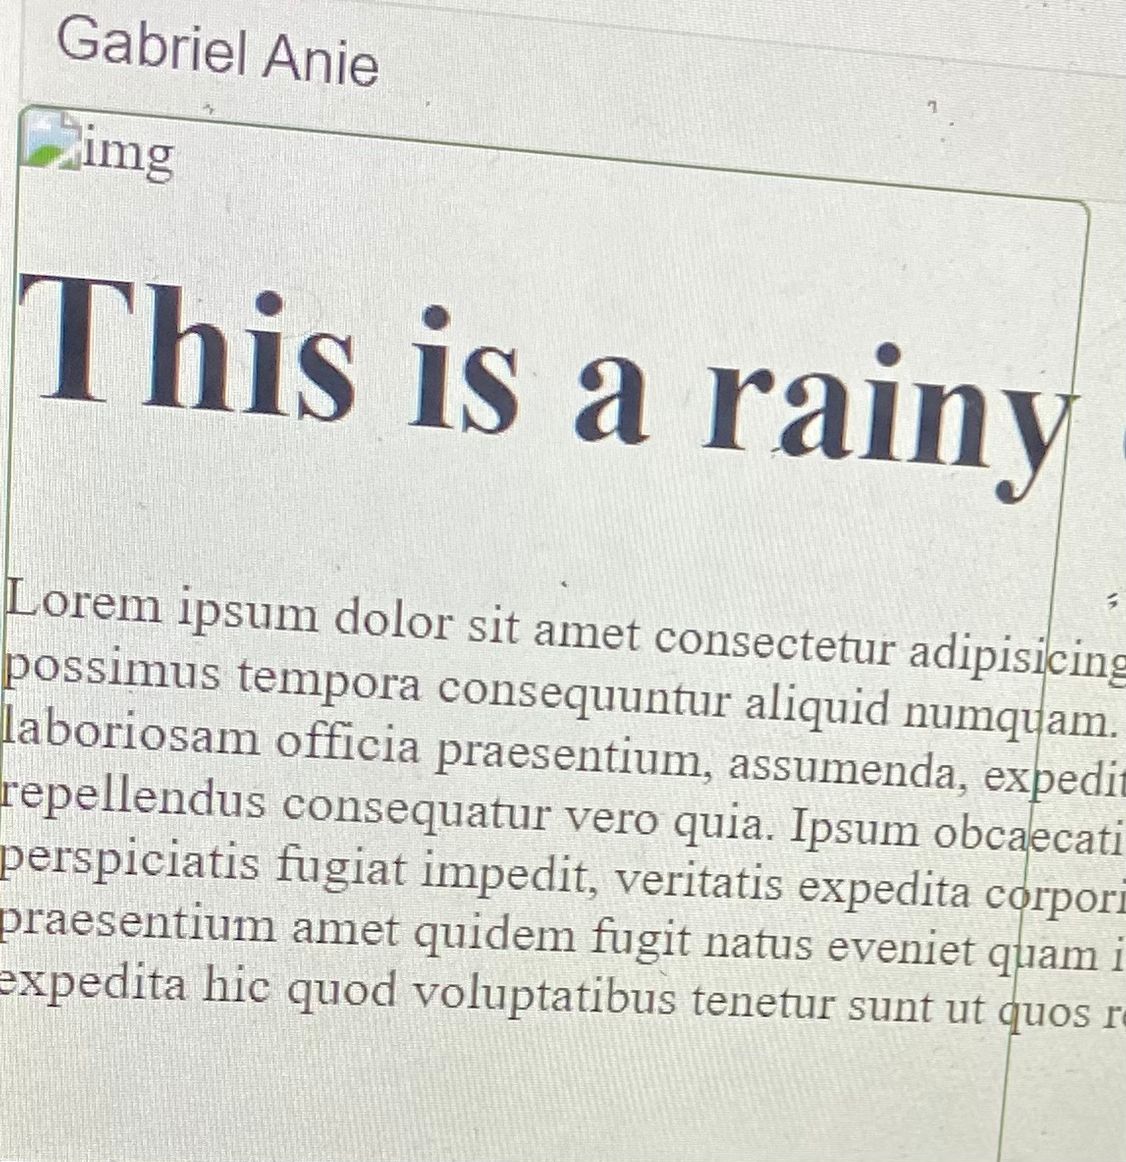 Gabriel Anie
img
This is a rainy
Lorem ipsum dolor sit amet consectetur adipisicing
possimus tempora consequuntur aliquid numquam.
laboriosam officia praesentium, assumenda, expedit
repellendus consequatur vero quia. Ipsum obcaecati
perspiciatis fugiat impedit, veritatis expedita corpori
praesentium amet quidem fugit natus eveniet quam i
expedita hic quod voluptatibus tenetur sunt ut quos r